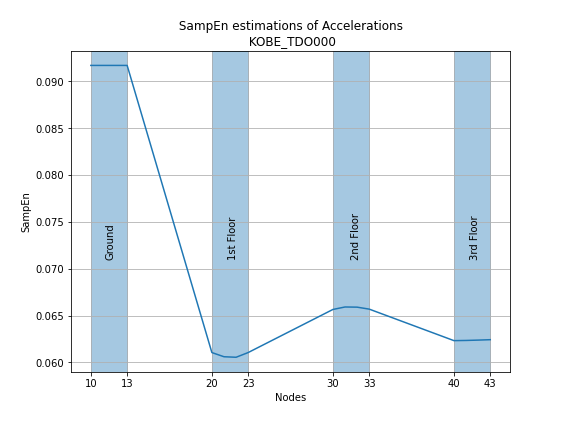 SampEn estimations of Accelerations
KOBE_TDO000
0.090
0.085
0.080
0.075
0.070
0.065
0.060
SampEn
Ground
1st Floor
2nd Floor
3rd Floor
10 13 20 23 30 33 40 43
Nodes